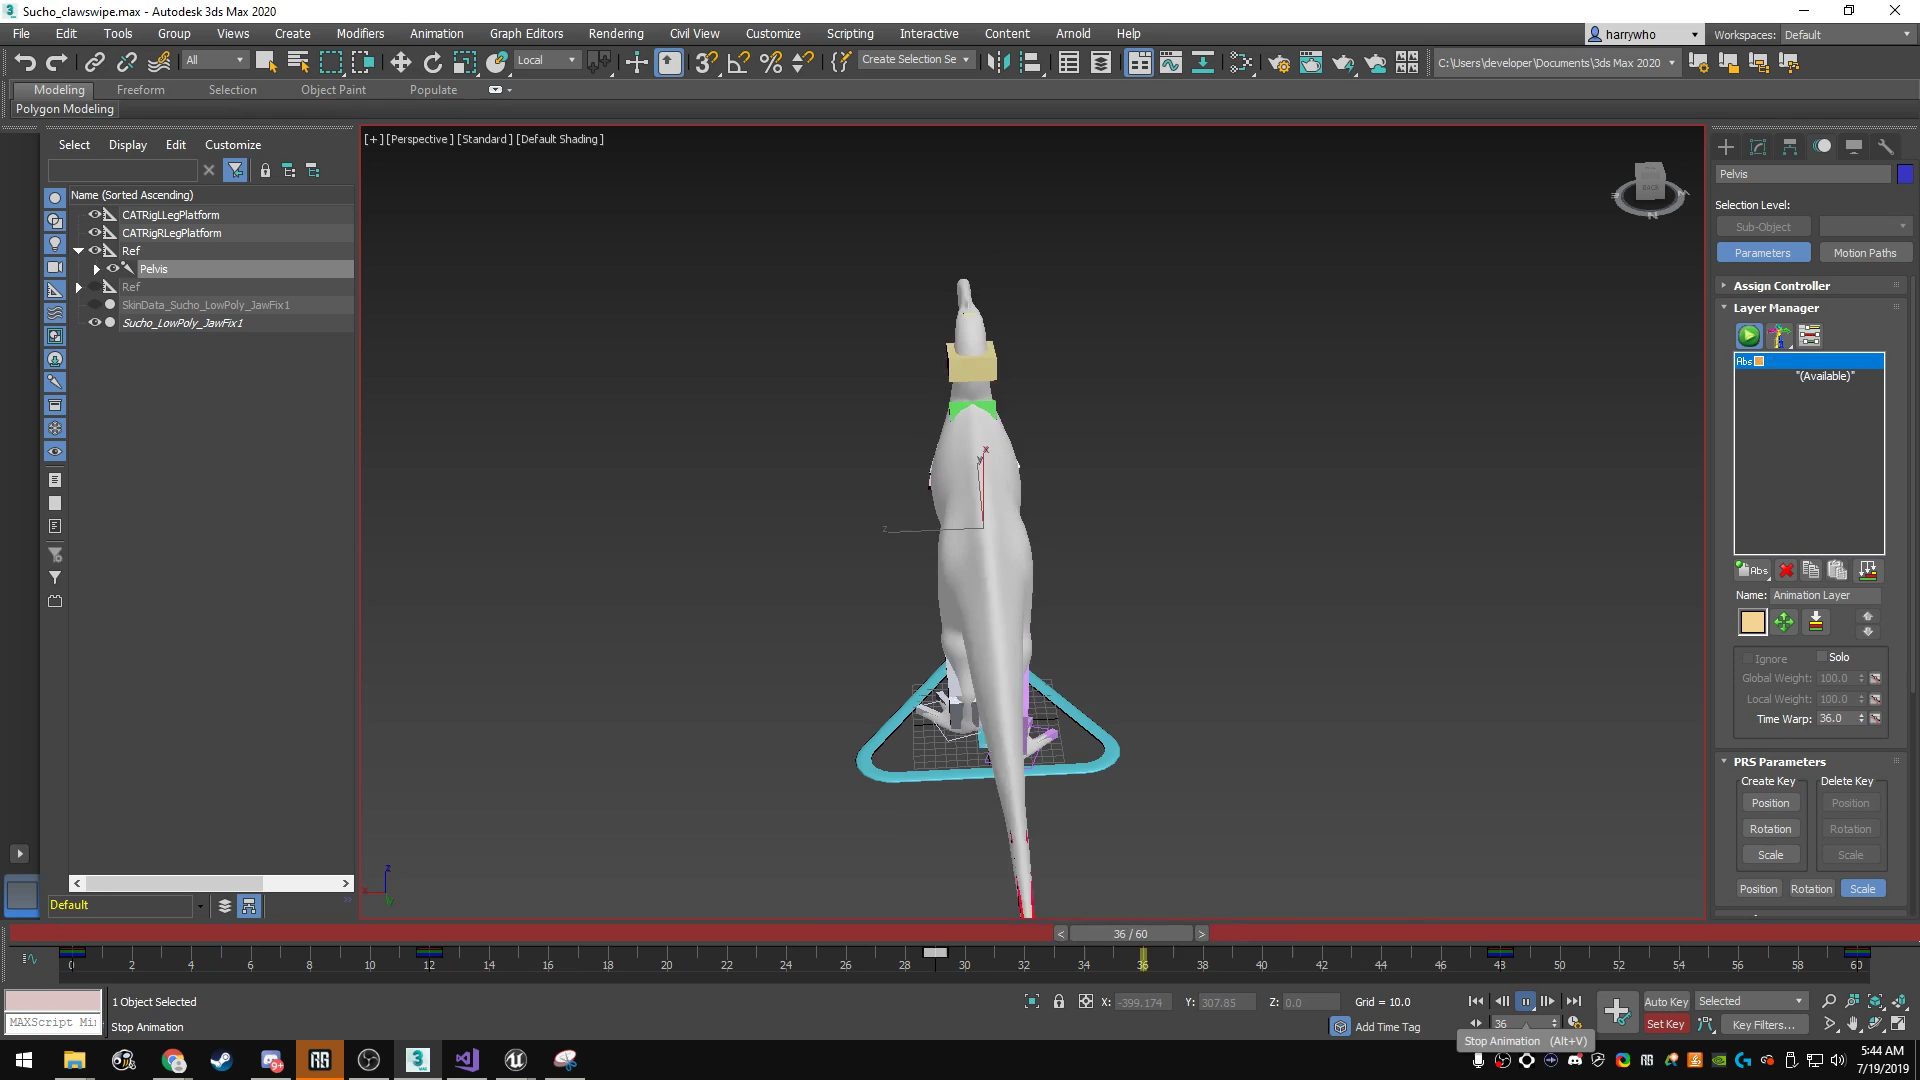 Sucho_clawswipe.max - Autodesk 3ds Max 2020
File Edit Tools Group Views Create Modifiers Animation Graph Editors Rendering Civil View Customize Scripting Interactive Content Arnold Help
harrywho Workspaces: Default
All Local Create Selection Se C:\Users\developer\Documents\3ds Max 2020
Modeling Freeform Selection Object Paint Populate
Polygon Modeling
Select Display Edit Customize
[+] [Perspective ] [Standard ] [Default Shading ]
Name (Sorted Ascending)
CATRigLLegPlatform
CATRigRLegPlatform
Ref
Pelvis
Ref
SkinData_Sucho_LowPoly_JawFix1
Sucho_LowPoly_JawFix1
BACK
N
x
y
z
z
Default
Pelvis
Selection Level:
Sub-Object
Parameters Motion Paths
Assign Controller
Layer Manager
Abs
"(Available)"
Abs
Name: Animation Layer
Ignore Solo
Global Weight: 100.0
Local Weight: 100.0
Time Warp: 36.0
PRS Parameters
Create Key Delete Key
Position Position
Rotation Rotation
Scale Scale
Position Rotation Scale
< 36 / 60 >
0 2 4 6 8 10 12 14 16 18 20 22 24 26 28 30 32 34 36 38 40 42 44 46 48 50 52 54 56 58 60
1 Object Selected
X: -399.174 Y: 307.85 Z: 0.0 Grid = 10.0
Auto Key Selected
MAXScript Mi
Stop Animation
Add Time Tag
36
Set Key Key Filters...
Stop Animation (Alt+V)
5:44 AM
7/19/2019